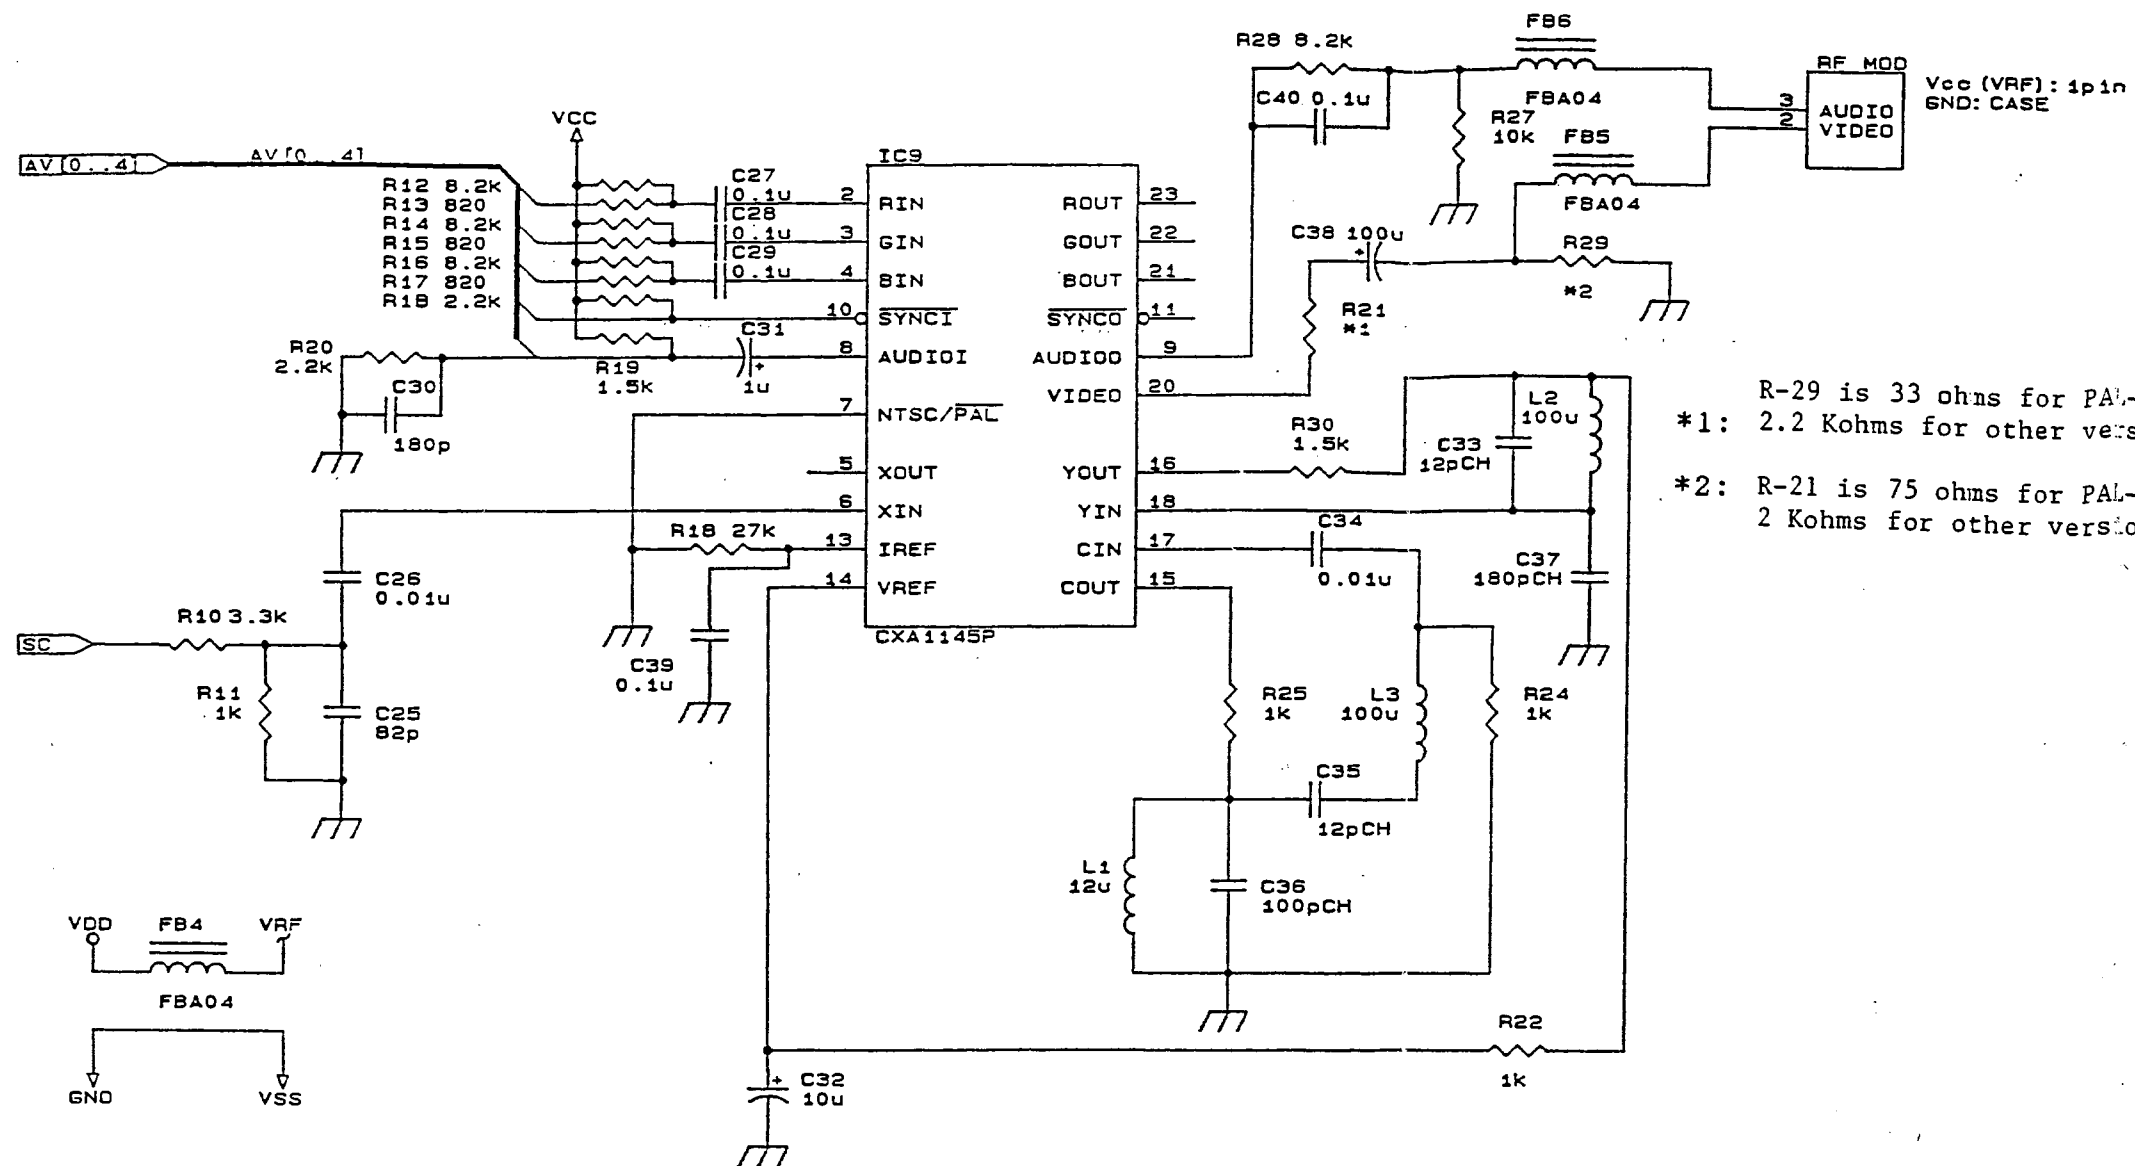 FB6
R28 8.2k
RF MOD
Vcc (VRF): 1pin
GND: CASE
C40 0.1u
FBA04
3 AUDIO
2 VIDEO
R27
10k
FB5
FBA04
VCC
AV[0..4]
AV[0..4]
IC9
R12 8.2k
R13 820
R14 8.2k
R15 820
R16 8.2k
R17 820
R18 2.2k
C27
0.1u
C28
0.1u
C29
0.1u
2 RIN
3 GIN
4 BIN
10 SYNCI
8 AUDIOI
7 NTSC/PAL
5 XOUT
6 XIN
13 IREF
14 VREF
ROUT 23
GOUT 22
BOUT 21
SYNCO 11
AUDIOO 9
VIDEO 20
YOUT 16
YIN 18
CIN 17
COUT 15
CXA1145P
C38 100u
R29
*2
R21
*1
R20
2.2k
C30
180p
R19
1.5k
C31
1u
R30
1.5k
C33
12pCH
L2
100u
R-29 is 33 ohms for PAL-
*1: 2.2 Kohms for other vers
*2: R-21 is 75 ohms for PAL-
2 Kohms for other versio
R18 27k
C34
0.01u
C37
180pCH
C26
0.01u
SC
R10 3.3k
R11
1k
C25
82p
C39
0.1u
R25
1k
L3
100u
R24
1k
C35
12pCH
L1
12u
C36
100pCH
VDD
FB4
VRF
FBA04
GND
VSS
R22
1k
C32
10u